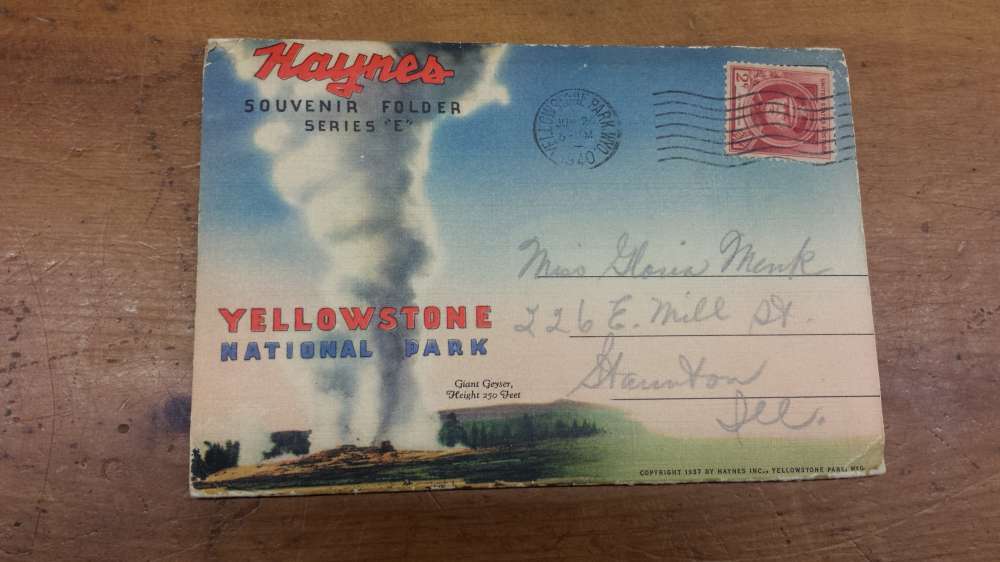 Haynes
SOUVENIR FOLDER
SERIES "E"
YELLOWSTONE PARK, WYO.
1940
2¢
Miss Gloria Menk
226 E. Mill St.
Staunton
Ill.
YELLOWSTONE
NATIONAL PARK
Giant Geyser,
Height 250 Feet
COPYRIGHT 1937 BY HAYNES INC., YELLOWSTONE PARK, WYO.